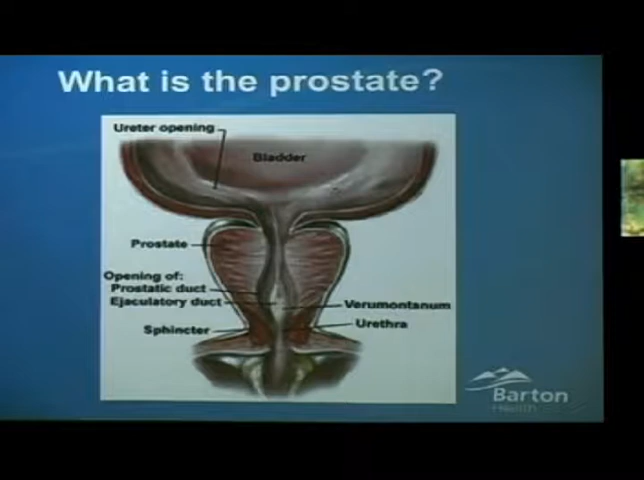 What is the prostate?
Ureter opening
Bladder
Prostate
Opening of:
Prostatic duct
Ejaculatory duct
Verumontanum
Urethra
Sphincter
Barton
Health